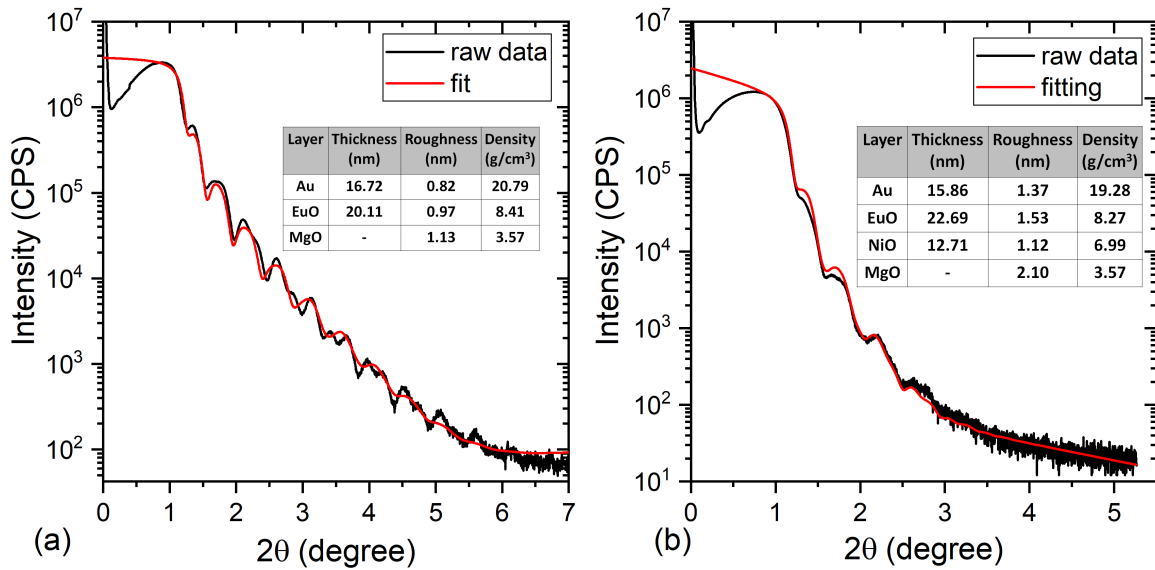 raw data
fit
Layer Thickness (nm) Roughness (nm) Density (g/cm³)
Au 16.72 0.82 20.79
EuO 20.11 0.97 8.41
MgO - 1.13 3.57
Intensity (CPS)
10⁷
10⁶
10⁵
10⁴
10³
10²
0 1 2 3 4 5 6 7
2θ (degree)
(a)
raw data
fitting
Layer Thickness (nm) Roughness (nm) Density (g/cm³)
Au 15.86 1.37 19.28
EuO 22.69 1.53 8.27
NiO 12.71 1.12 6.99
MgO - 2.10 3.57
Intensity (CPS)
10⁷
10⁶
10⁵
10⁴
10³
10²
10¹
0 1 2 3 4 5
2θ (degree)
(b)